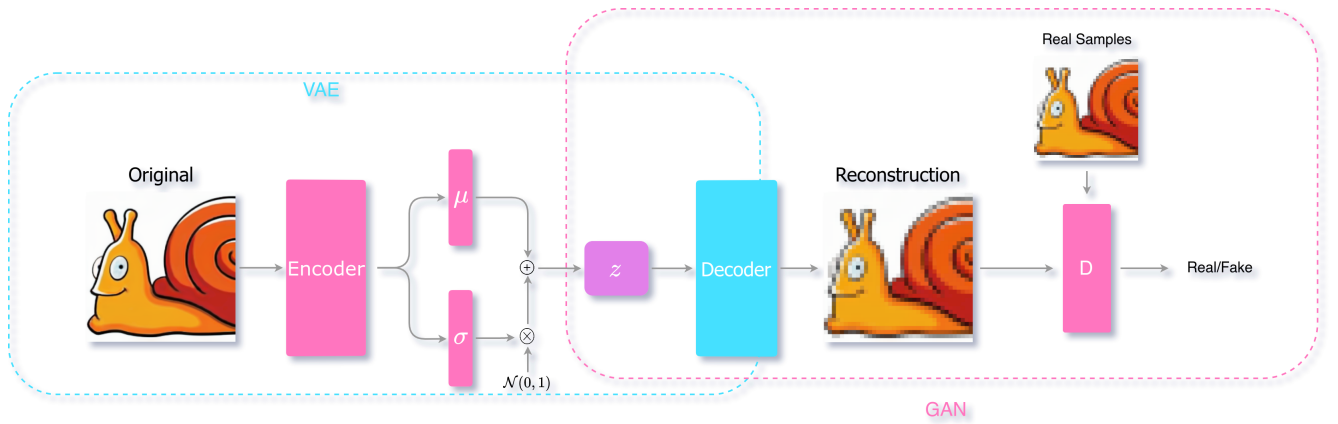 Real Samples
VAE
Original
Reconstruction
μ
Encoder
z
Decoder
D
Real/Fake
σ
+
×
𝒩(0, 1)
GAN